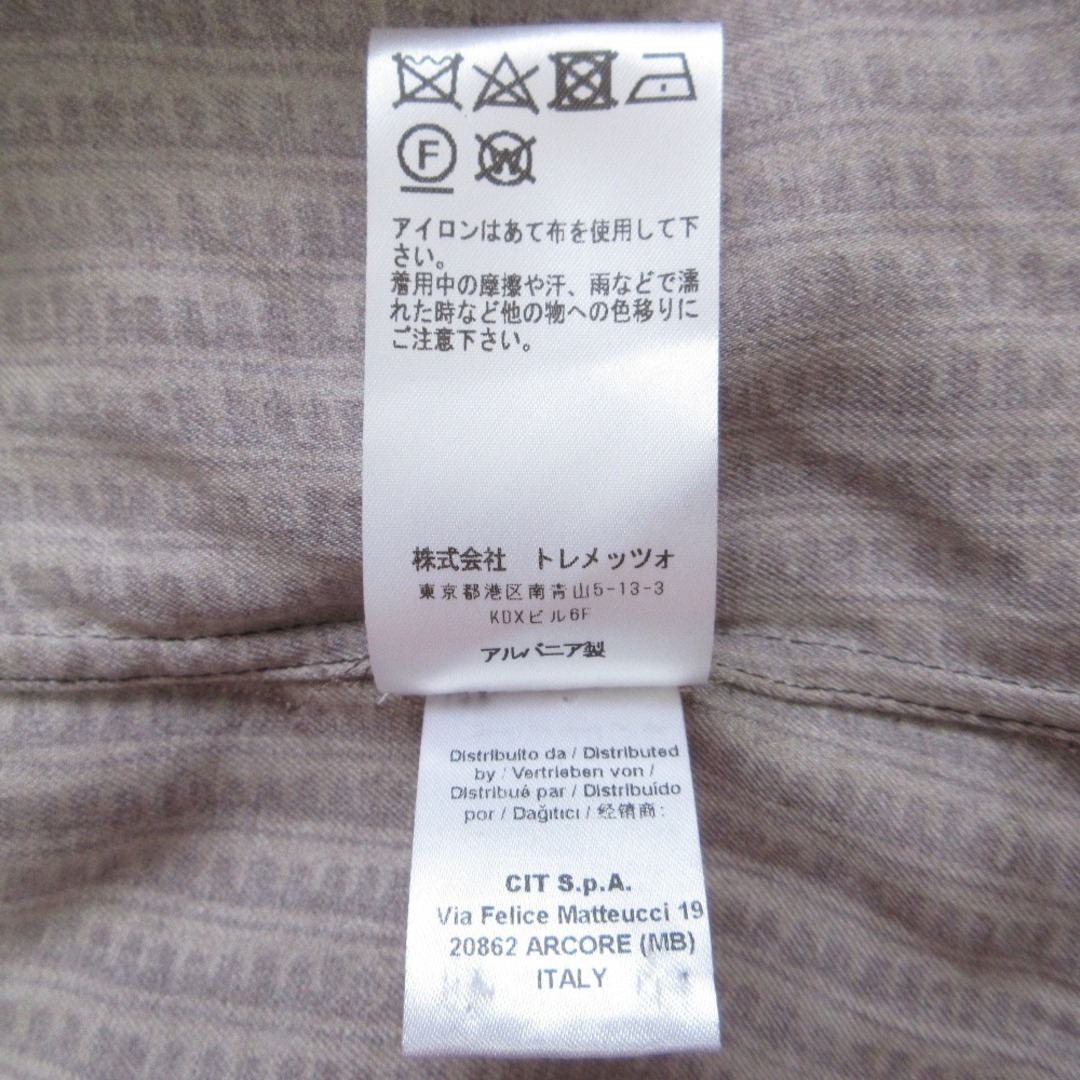 F
W
アイロンはあて布を使用して下
さい。
着用中の摩擦や汗、雨などで濡
れた時など他の物への色移りに
ご注意下さい。
株式会社 トレメッツォ
東京都港区南青山5-13-3
KDXビル6F
アルバニア製
Distribuito da / Distributed
by / Vertrieben von /
Distribué par / Distribuído
por / Dağıtıcı / 经销商:
CIT S.p.A.
Via Felice Matteucci 19
20862 ARCORE (MB)
ITALY